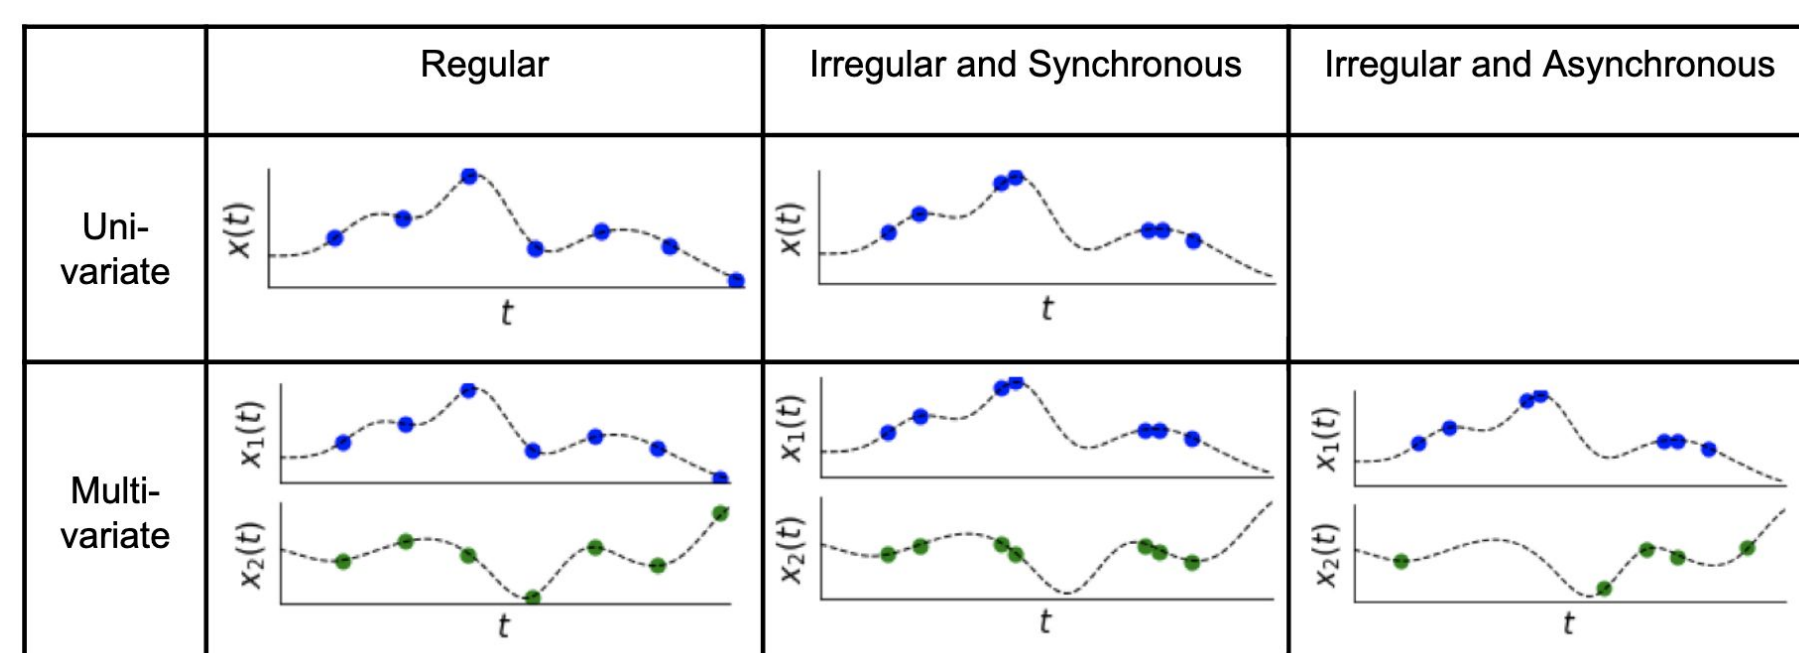 Regular
Irregular and Synchronous
Irregular and Asynchronous
Uni-
variate
x(t)
t
x(t)
t
Multi-
variate
x₁(t)
x₂(t)
t
x₁(t)
x₂(t)
t
x₁(t)
x₂(t)
t